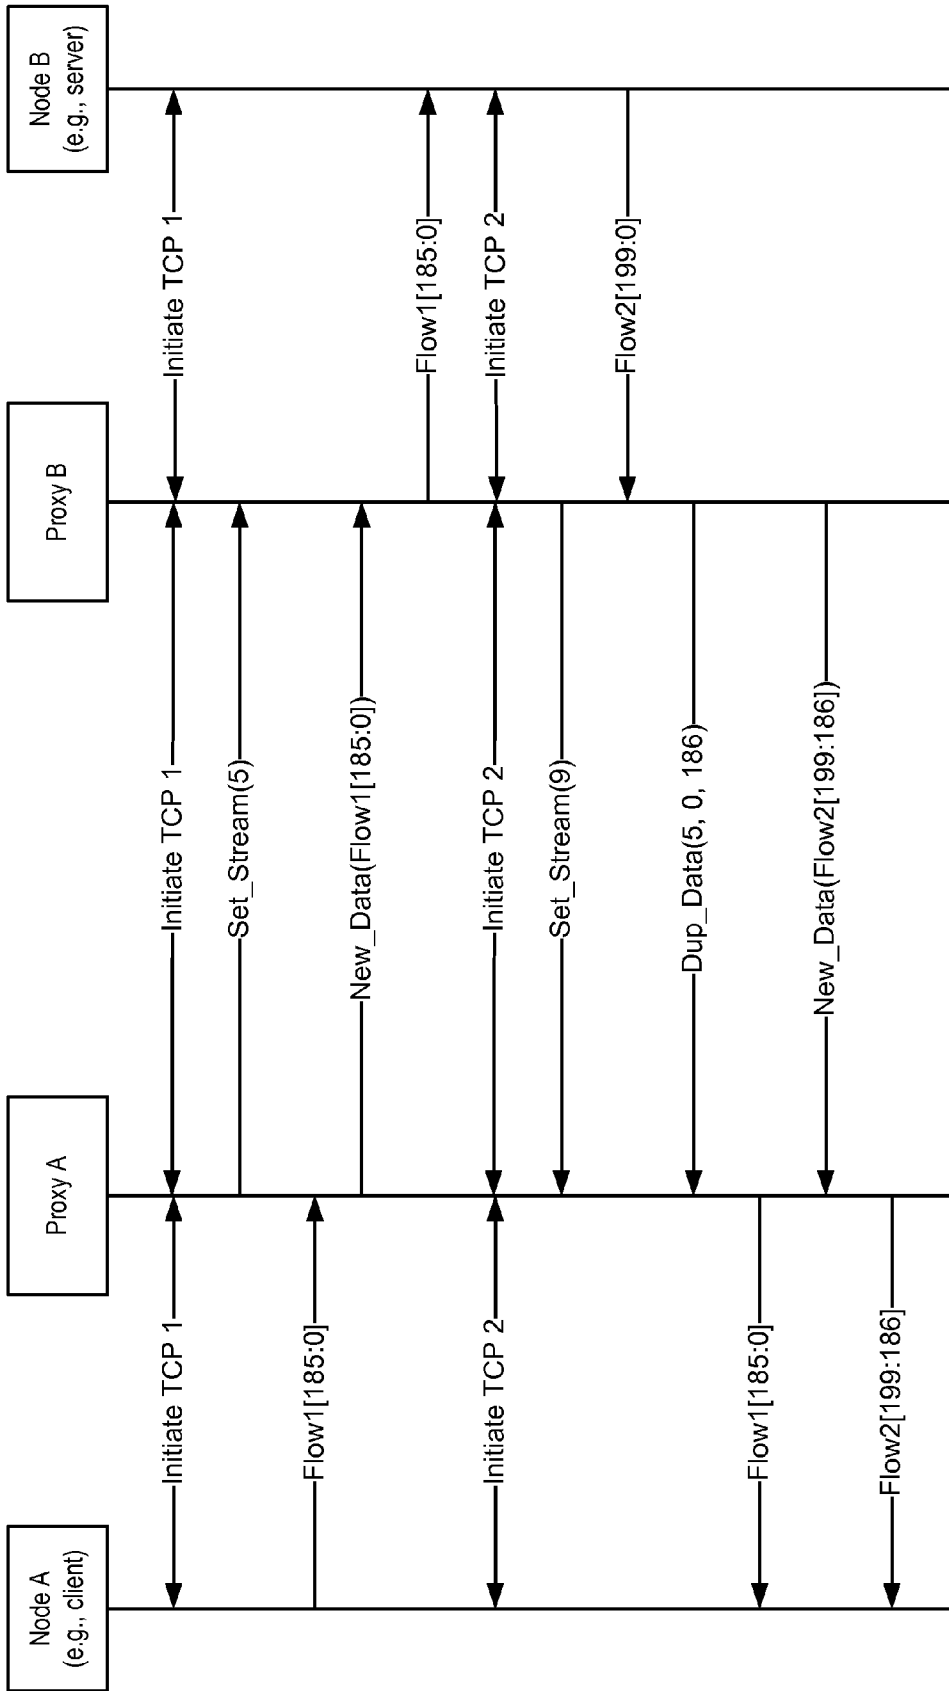 Node A
(e.g., client)
Proxy A
Proxy B
Node B
(e.g., server)
Initiate TCP 1
Initiate TCP 1
Initiate TCP 1
Set_Stream(5)
Flow1[185:0]
New_Data(Flow1[185:0])
Flow1[185:0]
Initiate TCP 2
Initiate TCP 2
Initiate TCP 2
Set_Stream(9)
Flow2[199:0]
Dup_Data(5, 0, 186)
Flow1[185:0]
New_Data(Flow2[199:186])
Flow2[199:186]